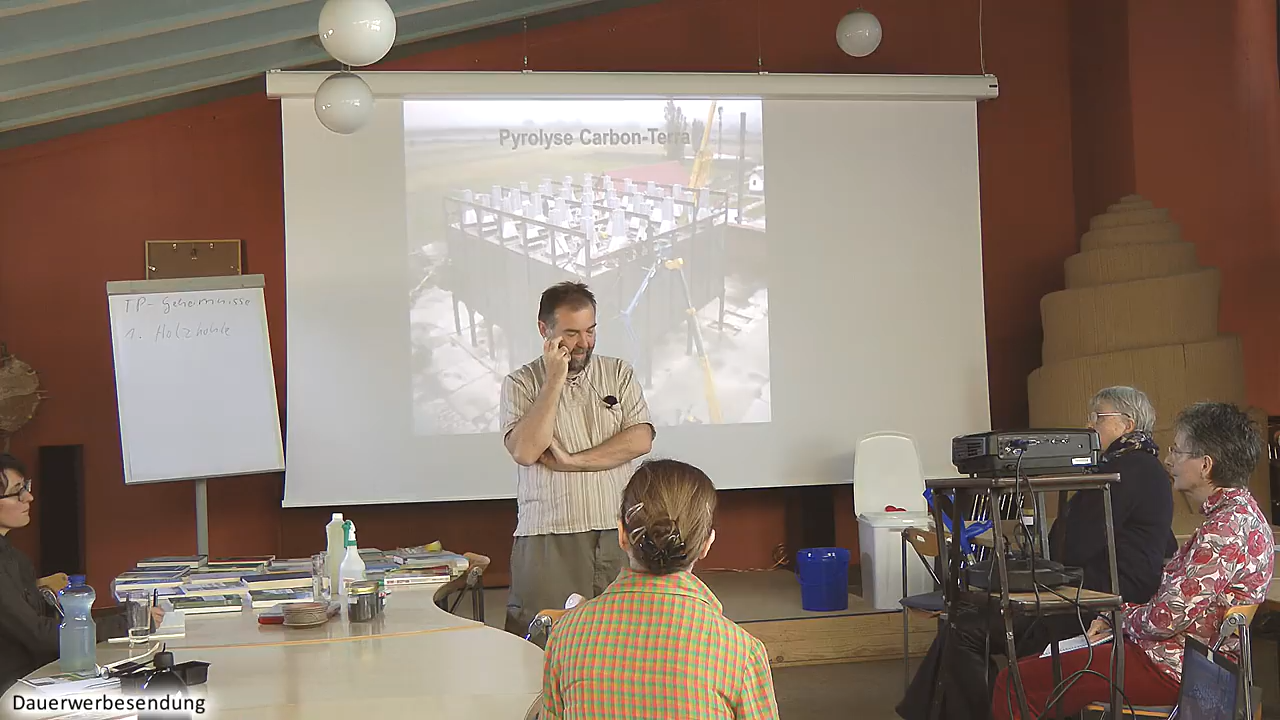 Pyrolyse Carbon-Terra
TP-Geheimnisse
1. Holzkohle
Dauerwerbesendung